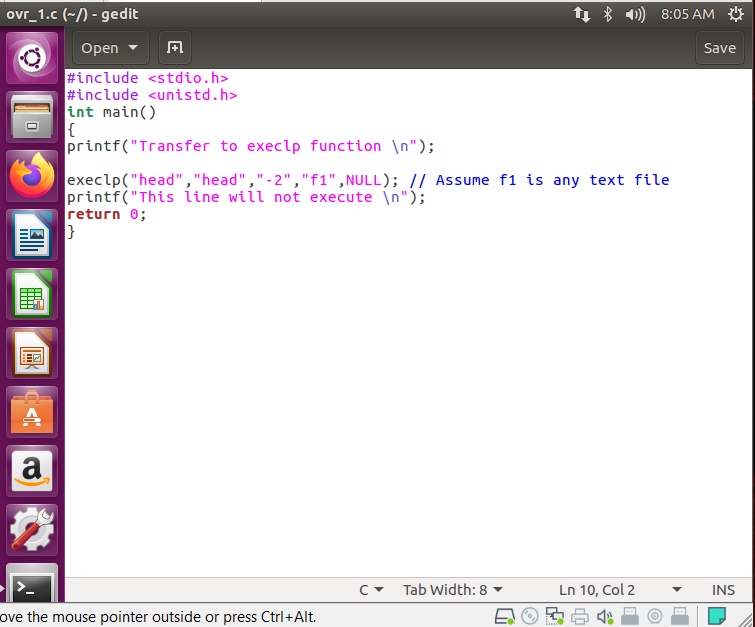 ovr_1.c (~/) - gedit
8:05 AM
Open
Save
#include <stdio.h>
#include <unistd.h>
int main()
{
printf("Transfer to execlp function \n");
execlp("head","head","-2","f1",NULL); // Assume f1 is any text file
printf("This line will not execute \n");
return 0;
}
C
Tab Width: 8
Ln 10, Col 2
INS
ove the mouse pointer outside or press Ctrl+Alt.